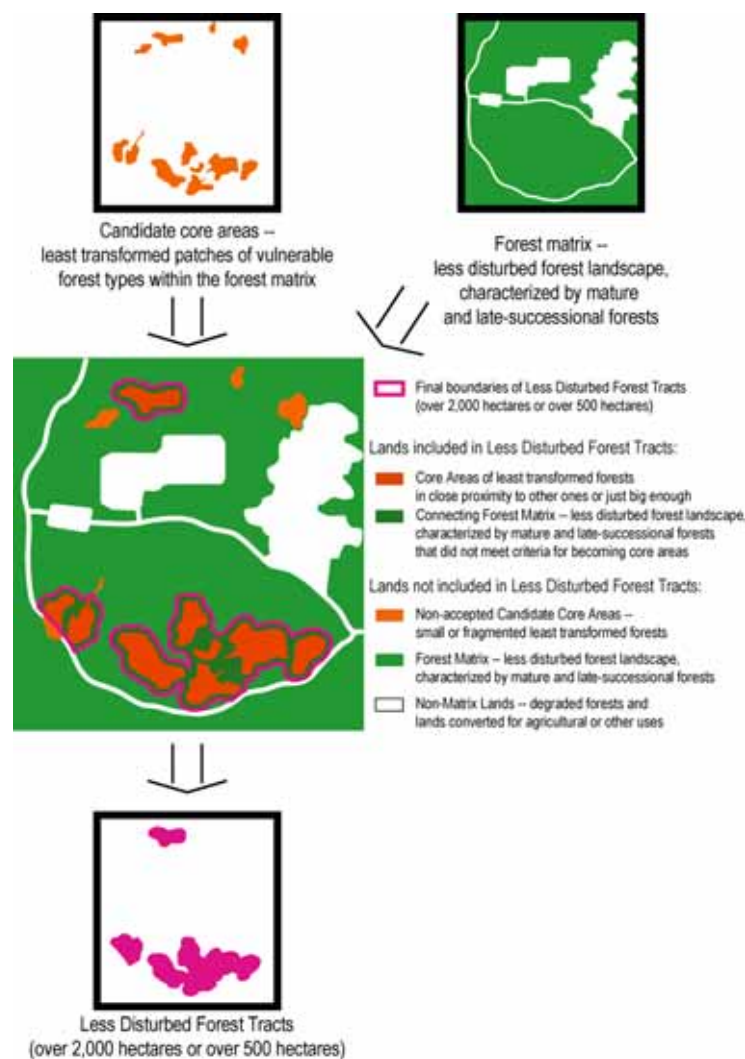 Candidate core areas --
least transformed patches of vulnerable
forest types within the forest matrix
Forest matrix --
less disturbed forest landscape,
characterized by mature
and late-successional forests
Final boundaries of Less Disturbed Forest Tracts
(over 2,000 hectares or over 500 hectares)
Lands included in Less Disturbed Forest Tracts:
Core Areas of least transformed forests
in close proximity to other ones or just big enough
Connecting Forest Matrix -- less disturbed forest landscape,
characterized by mature and late-successional forests
that did not meet criteria for becoming core areas
Lands not included in Less Disturbed Forest Tracts:
Non-accepted Candidate Core Areas --
small or fragmented least transformed forests
Forest Matrix -- less disturbed forest landscape,
characterized by mature and late-successional forests
Non-Matrix Lands -- degraded forests and
lands converted for agricultural or other uses
Less Disturbed Forest Tracts
(over 2,000 hectares or over 500 hectares)